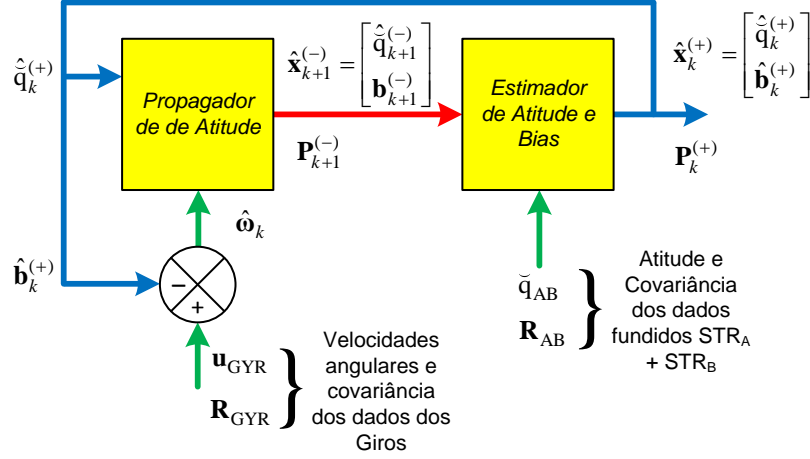 q̂̆_k^(+)
Propagador
de de Atitude
x̂_{k+1}^(-) = [ q̂̆_{k+1}^(-)
b_{k+1}^(-) ]
P_{k+1}^(-)
Estimador
de Atitude e
Bias
x̂_k^(+) = [ q̂̆_k^(+)
b̂_k^(+) ]
P_k^(+)
ω̂_k
b̂_k^(+)
−
+
u_GYR
R_GYR
}
Velocidades
angulares e
covariância
dos dados dos
Giros
q̆_AB
R_AB
}
Atitude e
Covariância
dos dados
fundidos STR_A
+ STR_B